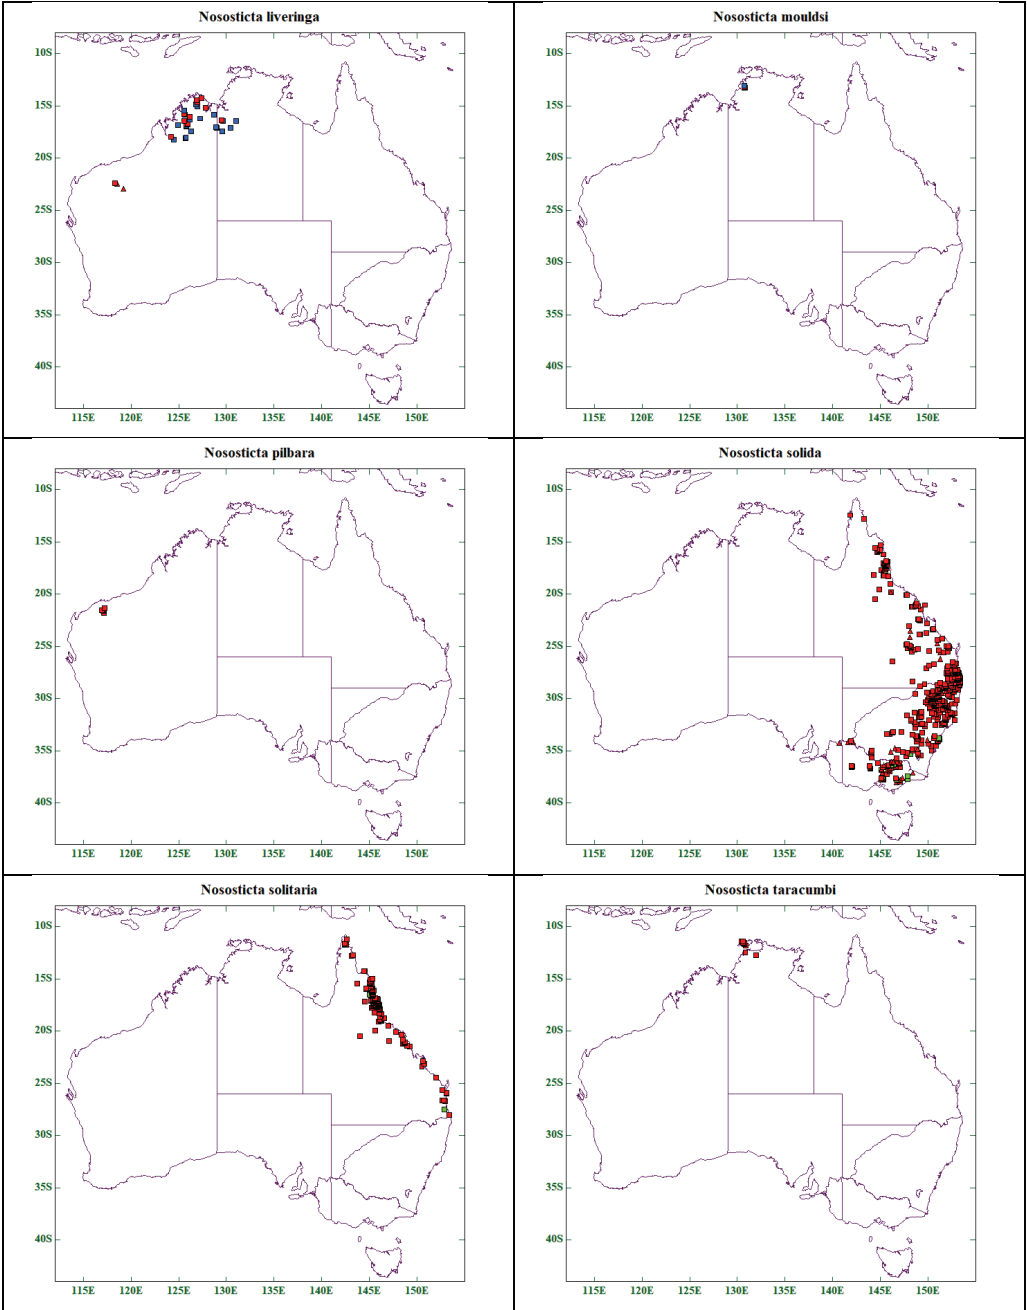 Nososticta liveringa
10S
15S
20S
25S
30S
35S
40S
115E 120E 125E 130E 135E 140E 145E 150E
Nososticta mouldsi
10S
15S
20S
25S
30S
35S
40S
115E 120E 125E 130E 135E 140E 145E 150E
Nososticta pilbara
10S
15S
20S
25S
30S
35S
40S
115E 120E 125E 130E 135E 140E 145E 150E
Nososticta solida
10S
15S
20S
25S
30S
35S
40S
115E 120E 125E 130E 135E 140E 145E 150E
Nososticta solitaria
10S
15S
20S
25S
30S
35S
40S
115E 120E 125E 130E 135E 140E 145E 150E
Nososticta taracumbi
10S
15S
20S
25S
30S
35S
40S
115E 120E 125E 130E 135E 140E 145E 150E